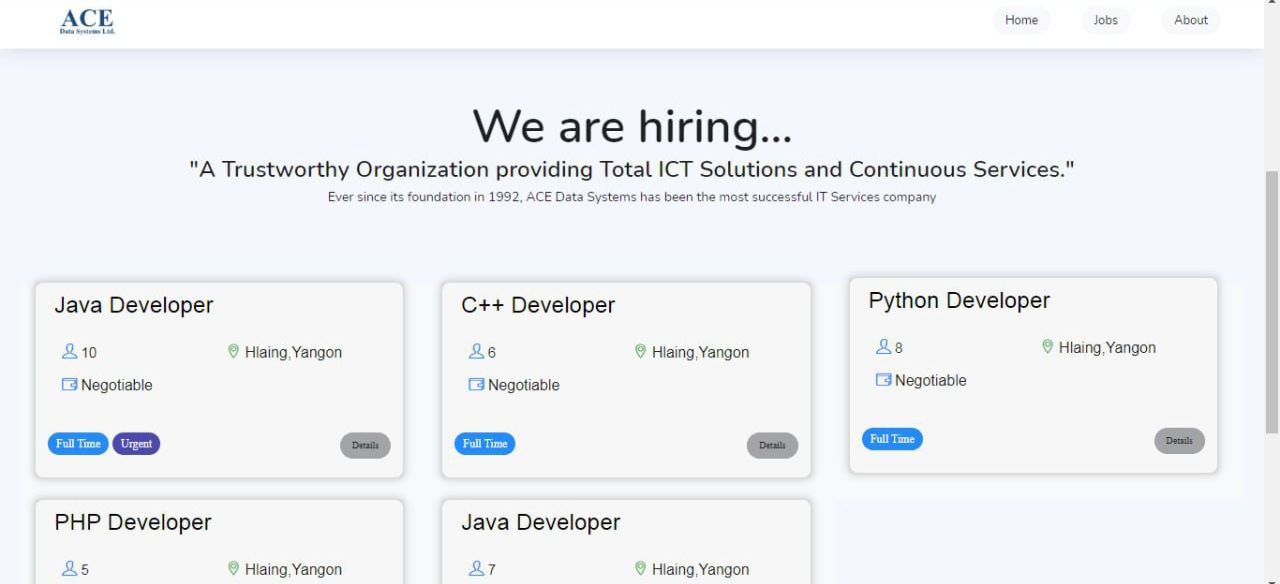 ACE
Data Systems Ltd.
Home Jobs About
We are hiring...
"A Trustworthy Organization providing Total ICT Solutions and Continuous Services."
Ever since its foundation in 1992, ACE Data Systems has been the most successful IT Services company
Java Developer
10 Hlaing,Yangon
Negotiable
Full Time Urgent Details
C++ Developer
6 Hlaing,Yangon
Negotiable
Full Time Details
Python Developer
8 Hlaing,Yangon
Negotiable
Full Time Details
PHP Developer
5 Hlaing,Yangon
Java Developer
7 Hlaing,Yangon